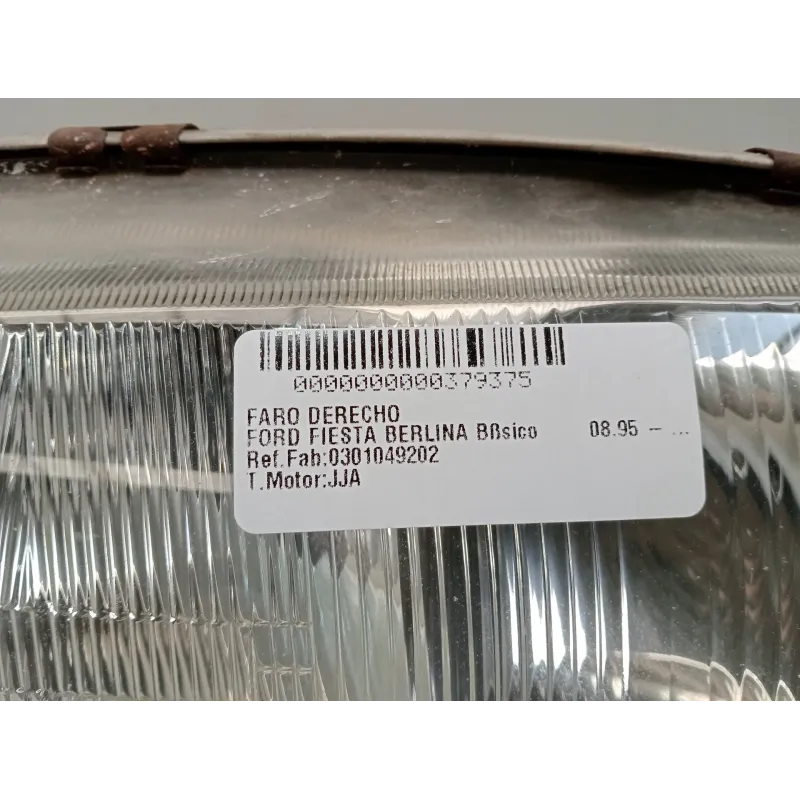 0000000000379375
FARO DERECHO
FORD FIESTA BERLINA Bßsico 08.95 - ...
Ref.Fab:0301049202
T.Motor:JJA